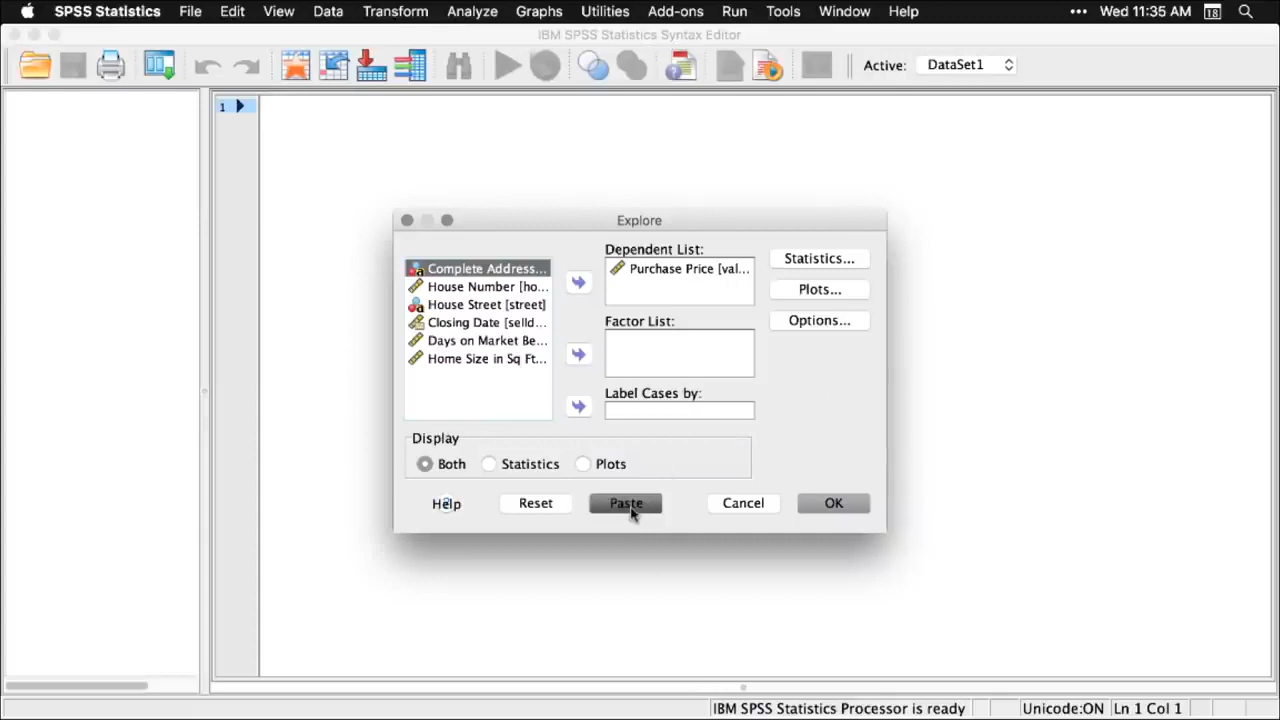 SPSS Statistics File Edit View Data Transform Analyze Graphs Utilities Add-ons Run Tools Window Help ••• Wed 11:35 AM 18
IBM SPSS Statistics Syntax Editor
Active: DataSet1
1
Explore
Dependent List:
Statistics...
Complete Address...
Purchase Price [val...
House Number [ho...
Plots...
House Street [street]
Factor List:
Options...
Closing Date [selld...
Days on Market Be...
Home Size in Sq Ft...
Label Cases by:
Display
Both Statistics Plots
Help Reset Paste Cancel OK
IBM SPSS Statistics Processor is ready Unicode:ON Ln 1 Col 1